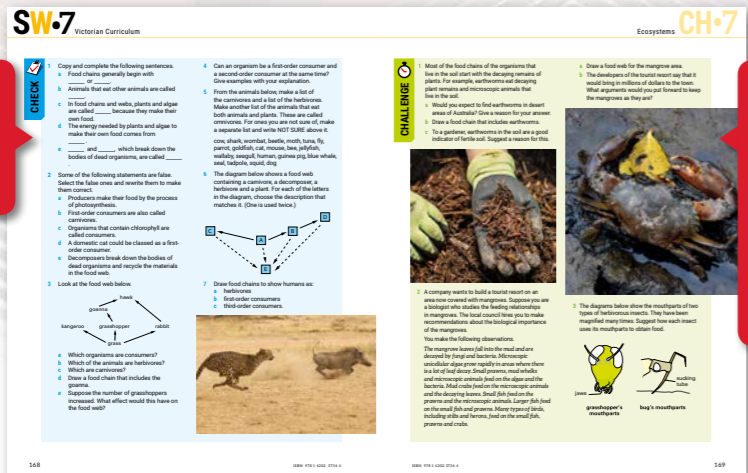 SW•7 Victorian Curriculum
Ecosystems CH•7
CHECK
1 Copy and complete the following sentences.
a Food chains generally begin with
_____ or _____.
b Animals that eat other animals are called
_____.
c In food chains and webs, plants and algae
are called _____ because they make their
own food.
d The energy needed by plants and algae to
make their own food comes from
_____.
e _____ and _____, which break down the
bodies of dead organisms, are called _____
.
2 Some of the following statements are false.
Select the false ones and rewrite them to make
them correct.
a Producers make their food by the process
of photosynthesis.
b First-order consumers are also called
carnivores.
c Organisms that contain chlorophyll are
called consumers.
d A domestic cat could be classed as a first-
order consumer.
e Decomposers break down the bodies of
dead organisms and recycle the materials
in the food web.
3 Look at the food web below.
hawk
goanna
kangaroo grasshopper rabbit
grass
a Which organisms are consumers?
b Which of the animals are herbivores?
c Which are carnivores?
d Draw a food chain that includes the
goanna.
e Suppose the number of grasshoppers
increased. What effect would this have on
the food web?
4 Can an organism be a first-order consumer and
a second-order consumer at the same time?
Give examples with your explanation.
5 From the animals below, make a list of
the carnivores and a list of the herbivores.
Make another list of the animals that eat
both animals and plants. These are called
omnivores. For ones you are not sure of, make
a separate list and write NOT SURE above it.
cow, shark, wombat, beetle, moth, tuna, fly,
parrot, goldfish, cat, mouse, bee, jellyfish,
wallaby, seagull, human, guinea pig, blue whale,
seal, tadpole, squid, dog
6 The diagram below shows a food web
containing a carnivore, a decomposer, a
herbivore and a plant. For each of the letters
in the diagram, choose the description that
matches it. (One is used twice.)
D
C B
A
E
7 Draw food chains to show humans as:
a herbivores
b first-order consumers
c third-order consumers.
168
ISBN 978 1 4202 3734 4
CHALLENGE
1 Most of the food chains of the organisms that
live in the soil start with the decaying remains of
plants. For example, earthworms eat decaying
plant remains and microscopic animals that
live in the soil.
a Would you expect to find earthworms in desert
areas of Australia? Give a reason for your answer.
b Draw a food chain that includes earthworms.
c To a gardener, earthworms in the soil are a good
indicator of fertile soil. Suggest a reason for this.
2 A company wants to build a tourist resort on an
area now covered with mangroves. Suppose you are
a biologist who studies the feeding relationships
in mangroves. The local council hires you to make
recommendations about the biological importance
of the mangroves.
You make the following observations.
The mangrove leaves fall into the mud and are
decayed by fungi and bacteria. Microscopic
unicellular algae grow rapidly in areas where there
is a lot of leaf decay. Small prawns, mud whelks
and microscopic animals feed on the algae and the
bacteria. Mud crabs feed on the microscopic animals
and the decaying leaves. Small fish feed on the
prawns and the microscopic animals. Larger fish feed
on the small fish and prawns. Many types of birds,
including stilts and herons, feed on the small fish,
prawns and crabs.
a Draw a food web for the mangrove area.
b The developers of the tourist resort say that it
would bring in millions of dollars to the town.
What arguments would you put forward to keep
the mangroves as they are?
3 The diagrams below show the mouthparts of two
types of herbivorous insects. They have been
magnified many times. Suggest how each insect
uses its mouthparts to obtain food.
sucking
tube
jaws
grasshopper's
mouthparts
bug's mouthparts
ISBN 978 1 4202 3734 4
169